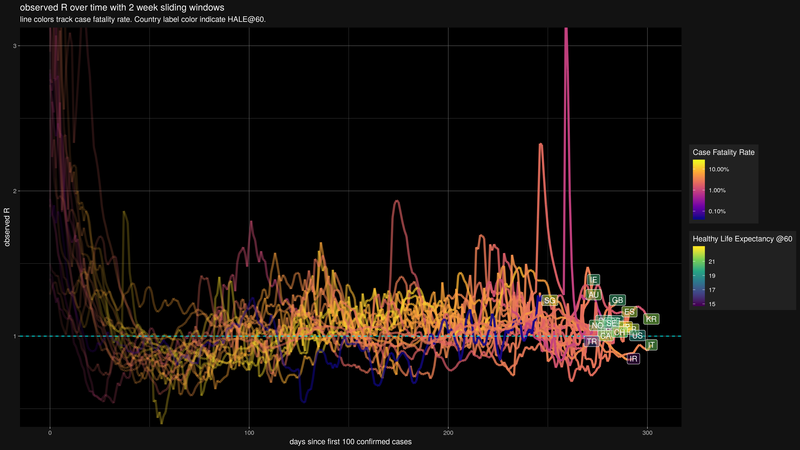 observed R over time with 2 week sliding windows
line colors track case fatality rate. Country label color indicate HALE@60.
3
2
1
observed R
0
100
200
300
days since first 100 confirmed cases
Case Fatality Rate
10.00%
1.00%
0.10%
Healthy Life Expectancy @60
21
19
17
15
IE
AU
SG
GB
ES
KR
NO
SE
US
TR
IT
IR